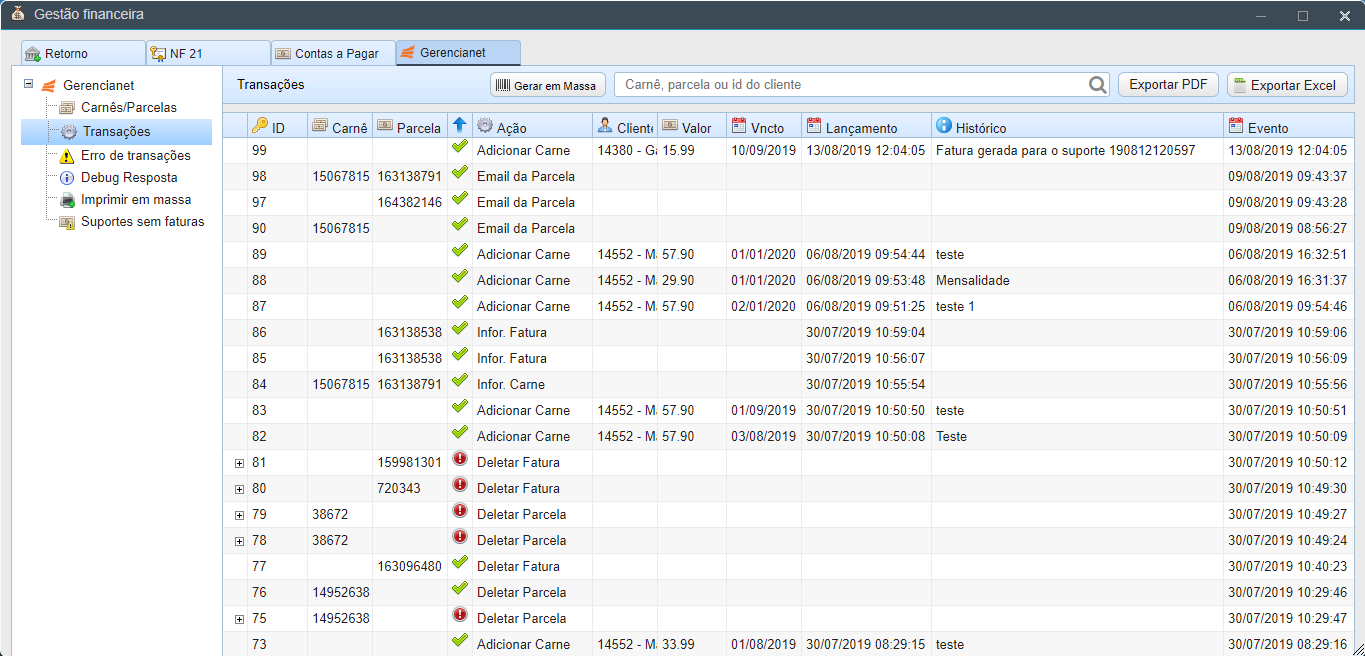 Gestão financeira
Retorno NF 21 Contas a Pagar Gerencianet
Gerencianet
Carnês/Parcelas
Transações
Erro de transações
Debug Resposta
Imprimir em massa
Suportes sem faturas
Transações Gerar em Massa Carnê, parcela ou id do cliente Exportar PDF Exportar Excel
ID Carnê Parcela Ação Cliente Valor Vncto Lançamento Histórico Evento
99 Adicionar Carne 14380 - Ga 15.99 10/09/2019 13/08/2019 12:04:05 Fatura gerada para o suporte 190812120597 13/08/2019 12:04:05
98 15067815 163138791 Email da Parcela 09/08/2019 09:43:37
97 164382146 Email da Parcela 09/08/2019 09:43:28
90 15067815 Email da Parcela 09/08/2019 08:56:27
89 Adicionar Carne 14552 - Ma 57.90 01/01/2020 06/08/2019 09:54:44 teste 06/08/2019 16:32:51
88 Adicionar Carne 14552 - Ma 29.90 01/01/2020 06/08/2019 09:53:48 Mensalidade 06/08/2019 16:31:37
87 Adicionar Carne 14552 - Ma 57.90 02/01/2020 06/08/2019 09:51:25 teste 1 06/08/2019 09:54:46
86 163138538 Infor. Fatura 30/07/2019 10:59:04 30/07/2019 10:59:06
85 163138538 Infor. Fatura 30/07/2019 10:56:07 30/07/2019 10:56:09
84 15067815 163138791 Infor. Carne 30/07/2019 10:55:54 30/07/2019 10:55:56
83 Adicionar Carne 14552 - Ma 57.90 01/09/2019 30/07/2019 10:50:50 teste 30/07/2019 10:50:51
82 Adicionar Carne 14552 - Ma 57.90 03/08/2019 30/07/2019 10:50:08 Teste 30/07/2019 10:50:09
81 159981301 Deletar Fatura 30/07/2019 10:50:12
80 720343 Deletar Fatura 30/07/2019 10:49:30
79 38672 Deletar Parcela 30/07/2019 10:49:27
78 38672 Deletar Parcela 30/07/2019 10:49:24
77 163096480 Deletar Fatura 30/07/2019 10:40:23
76 14952638 Deletar Parcela 30/07/2019 10:29:46
75 14952638 Deletar Parcela 30/07/2019 10:29:47
73 Adicionar Carne 14552 - Ma 33.99 01/08/2019 30/07/2019 08:29:15 teste 30/07/2019 08:29:16